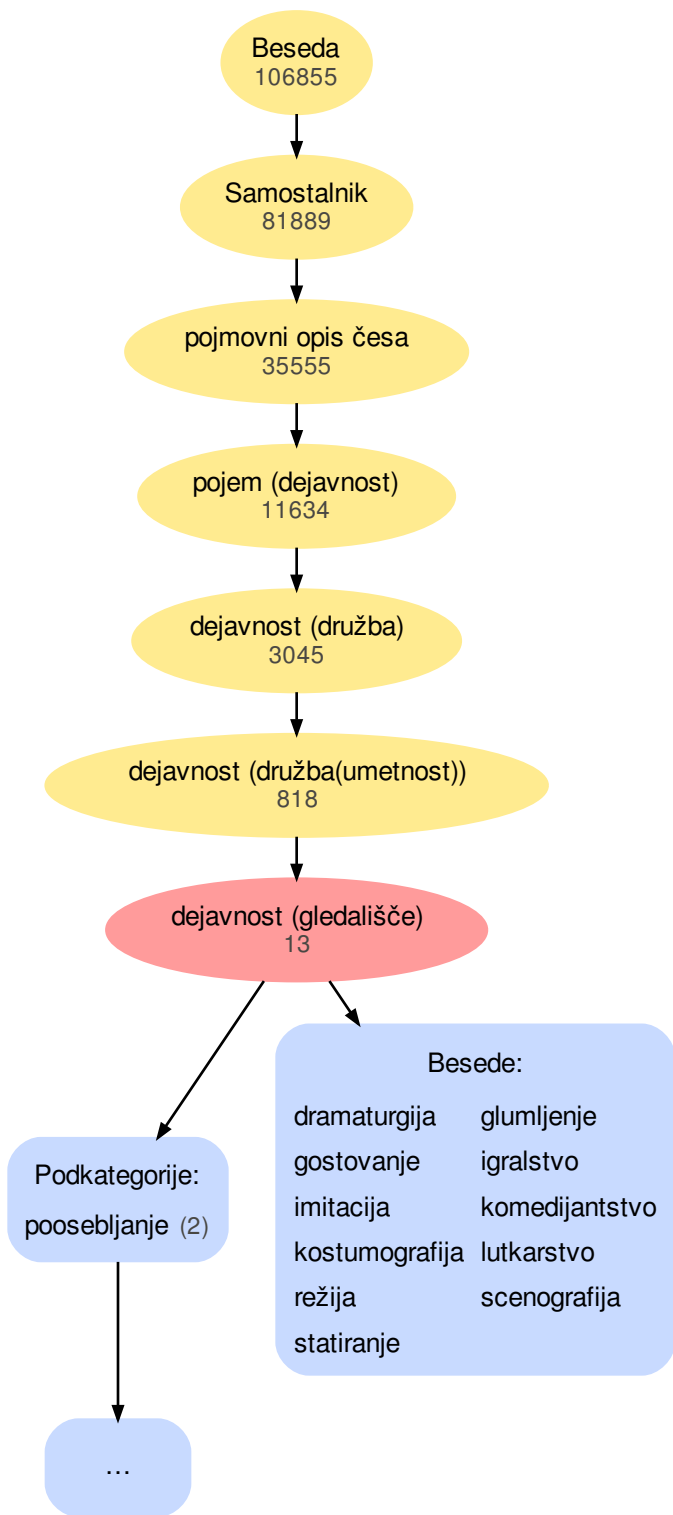 Beseda
106855
Samostalnik
81889
pojmovni opis česa
35555
pojem (dejavnost)
11634
dejavnost (družba)
3045
dejavnost (družba(umetnost))
818
dejavnost (gledališče)
13
Besede:
dramaturgija glumljenje
gostovanje igralstvo
imitacija komedijantstvo
kostumografija lutkarstvo
režija scenografija
statiranje
Podkategorije:
poosebljanje (2)
...